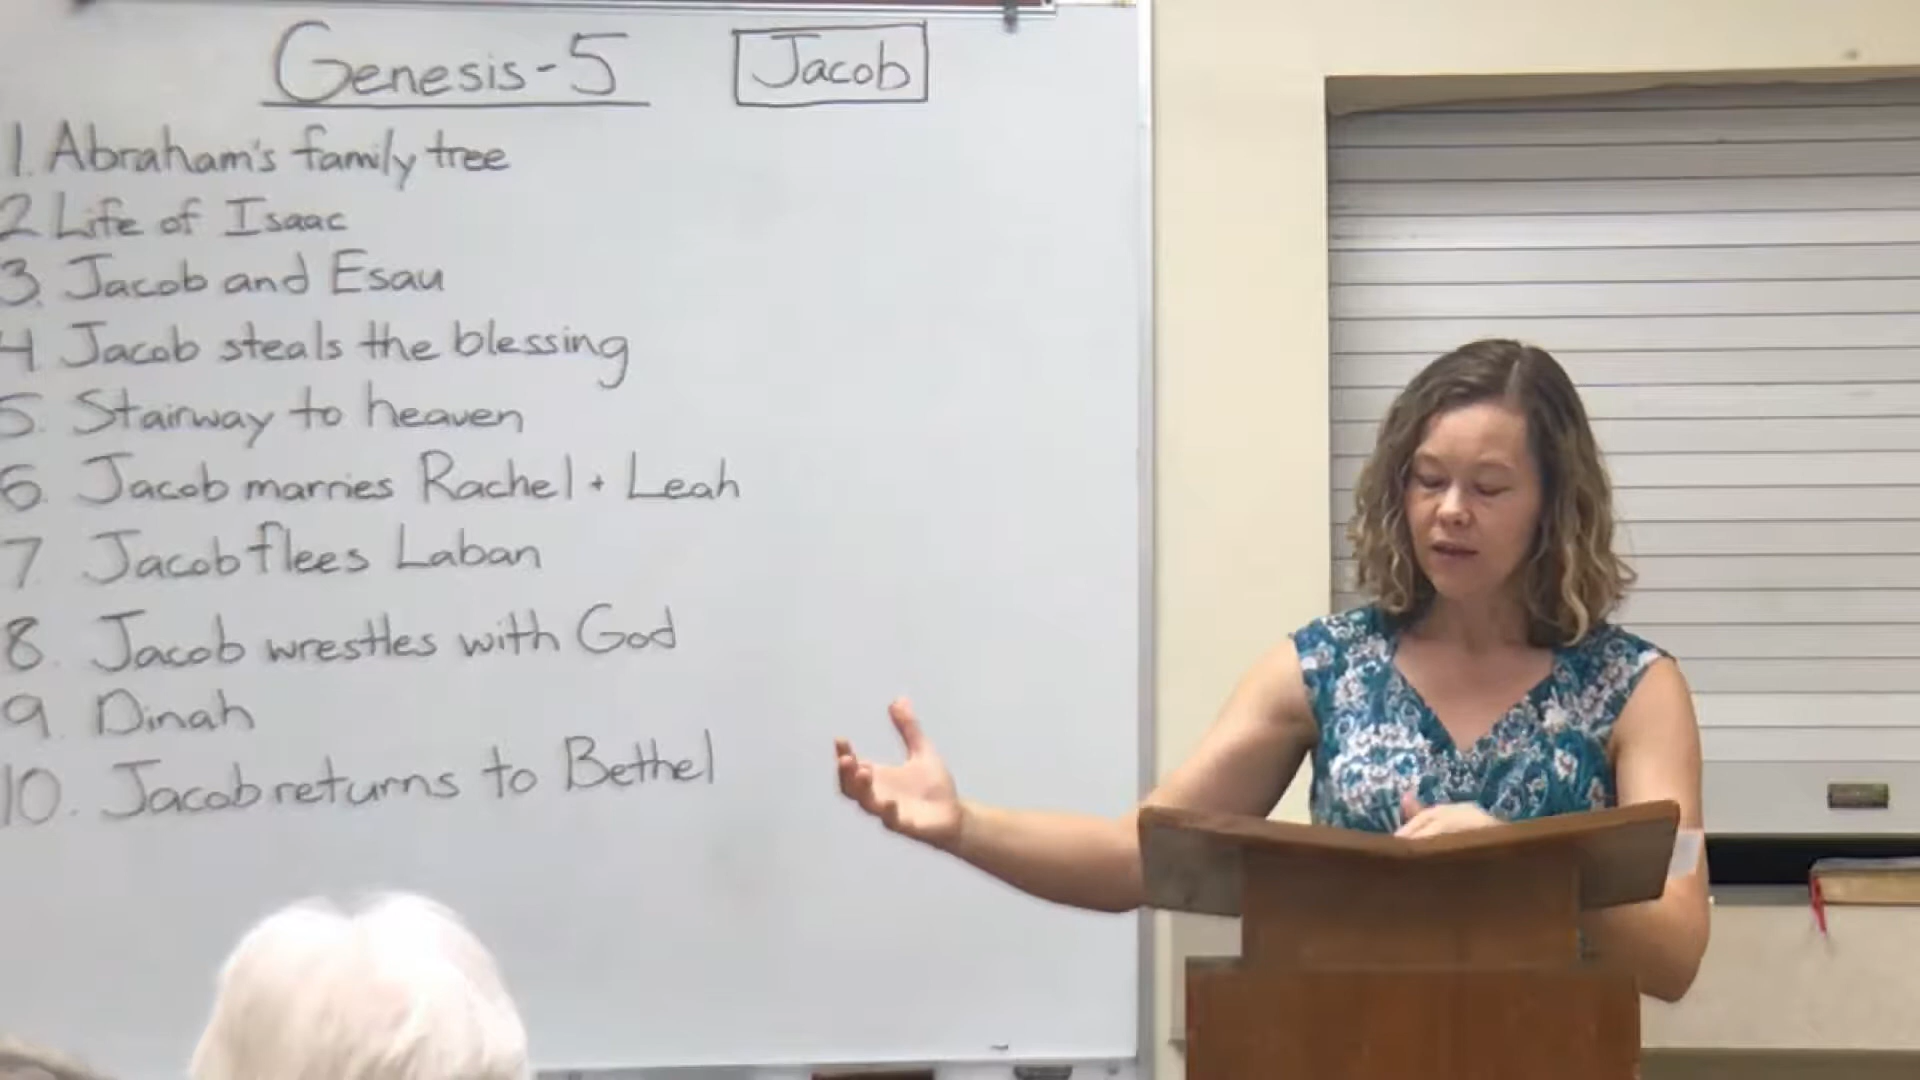 Genesis-5 Jacob
1. Abraham's family tree
2 Life of Isaac
3. Jacob and Esau
4 Jacob steals the blessing
5. Stairway to heaven
6. Jacob marries Rachel + Leah
7 Jacob flees Laban
8. Jacob wrestles with God
9. Dinah
10. Jacob returns to Bethel